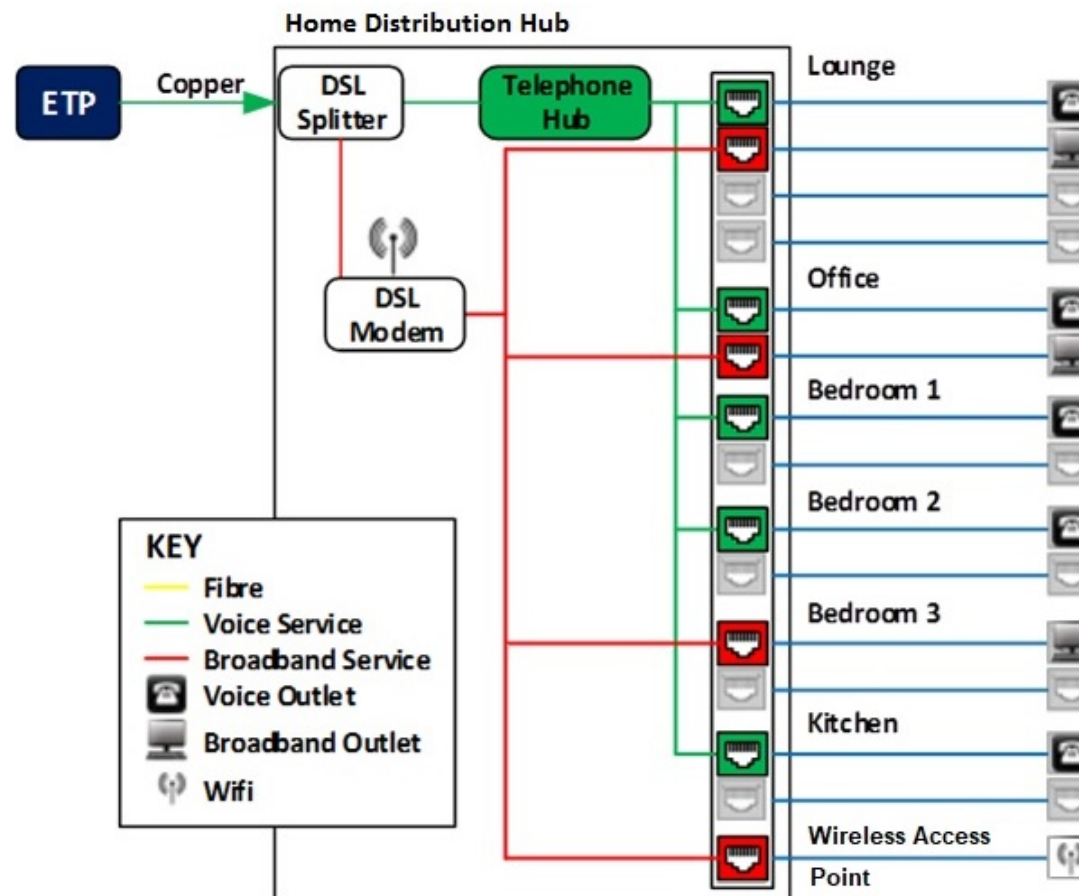 Home Distribution Hub
ETP
Copper
DSL
Splitter
Telephone
Hub
Lounge
DSL
Modem
Office
Bedroom 1
Bedroom 2
Bedroom 3
Kitchen
Wireless Access
Point
KEY
Fibre
Voice Service
Broadband Service
Voice Outlet
Broadband Outlet
Wifi